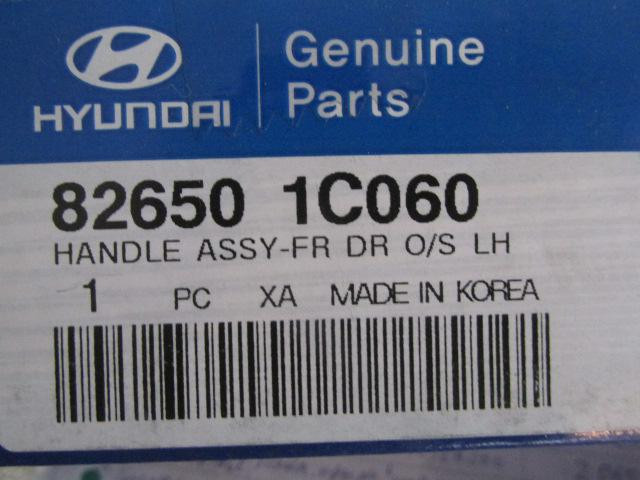 HYUNDAI
Genuine
Parts
82650 1C060
HANDLE ASSY-FR DR O/S LH
1 PC XA MADE IN KOREA